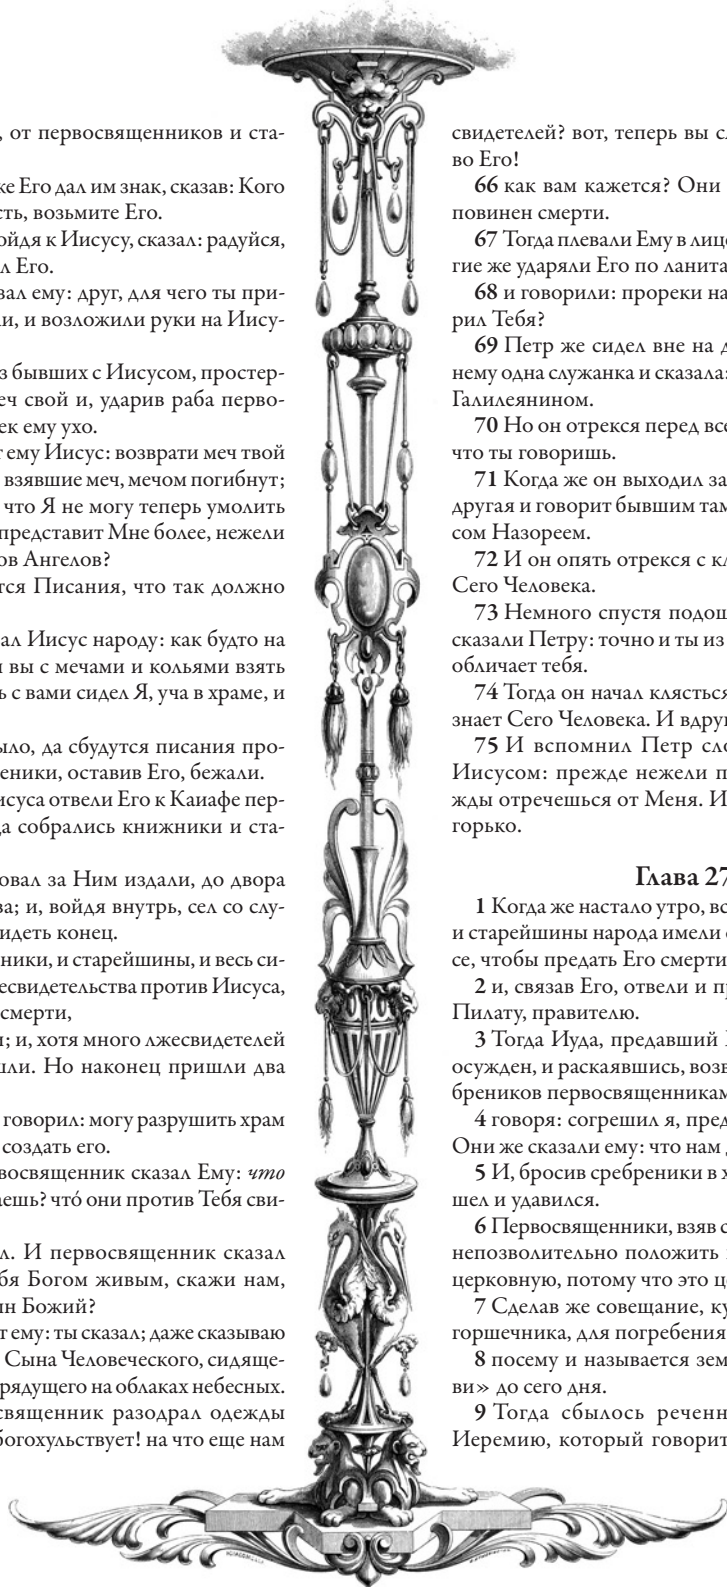 , от первосвященников и ста-
же Его дал им знак, сказав: Кого
сть, возьмите Его.
ойдя к Иисусу, сказал: радуйся,
л Его.
зал ему: друг, для чего ты при-
ли, и возложили руки на Иису-
з бывших с Иисусом, простер-
еч свой и, ударив раба перво-
ек ему ухо.
т ему Иисус: возврати меч твой
взявшие меч, мечом погибнут;
что Я не могу теперь умолить
представит Мне более, нежели
ов Ангелов?
тся Писания, что так должно
ал Иисус народу: как будто на
и вы с мечами и кольями взять
ь с вами сидел Я, уча в храме, и
ыло, да сбудутся писания про-
еники, оставив Его, бежали.
исуса отвели Его к Каиафе пер-
да собрались книжники и ста-
овал за Ним издали, до двора
ва; и, войдя внутрь, сел со слу-
идеть конец.
ники, и старейшины, и весь си-
есвидетельства против Иисуса,
смерти,
и; и, хотя много лжесвидетелей
шли. Но наконец пришли два
говорил: могу разрушить храм
создать его.
восвященник сказал Ему: что
аешь? что́ они против Тебя сви-
л. И первосвященник сказал
бя Богом живым, скажи нам,
ын Божий?
т ему: ты сказал; даже сказываю
Сына Человеческого, сидяще-
рядущего на облаках небесных.
священник разодрал одежды
богохульствует! на что еще нам
свидетелей? вот, теперь вы сл
во Его!
66 как вам кажется? Они
повинен смерти.
67 Тогда плевали Ему в лице
гие же ударяли Его по ланита
68 и говорили: прореки на
рил Тебя?
69 Петр же сидел вне на д
нему одна служанка и сказала:
Галилеянином.
70 Но он отрекся перед все
что ты говоришь.
71 Когда же он выходил за
другая и говорит бывшим там
сом Назореем.
72 И он опять отрекся с кл
Сего Человека.
73 Немного спустя подош
сказали Петру: точно и ты из
обличает тебя.
74 Тогда он начал клясться
знает Сего Человека. И вдруг
75 И вспомнил Петр сло
Иисусом: прежде нежели п
жды отречешься от Меня. И
горько.
Глава 27
1 Когда же настало утро, вс
и старейшины народа имели с
се, чтобы предать Его смерти
2 и, связав Его, отвели и пр
Пилату, правителю.
3 Тогда Иуда, предавший
осужден, и раскаявшись, возв
бреников первосвященникам
4 говоря: согрешил я, пред
Они же сказали ему: что нам д
5 И, бросив сребреники в х
шел и удавился.
6 Первосвященники, взяв с
непозволительно положить
церковную, потому что это це
7 Сделав же совещание, ку
горшечника, для погребения
8 посему и называется зем
ви» до сего дня.
9 Тогда сбылось реченн
Иеремию, который говорит